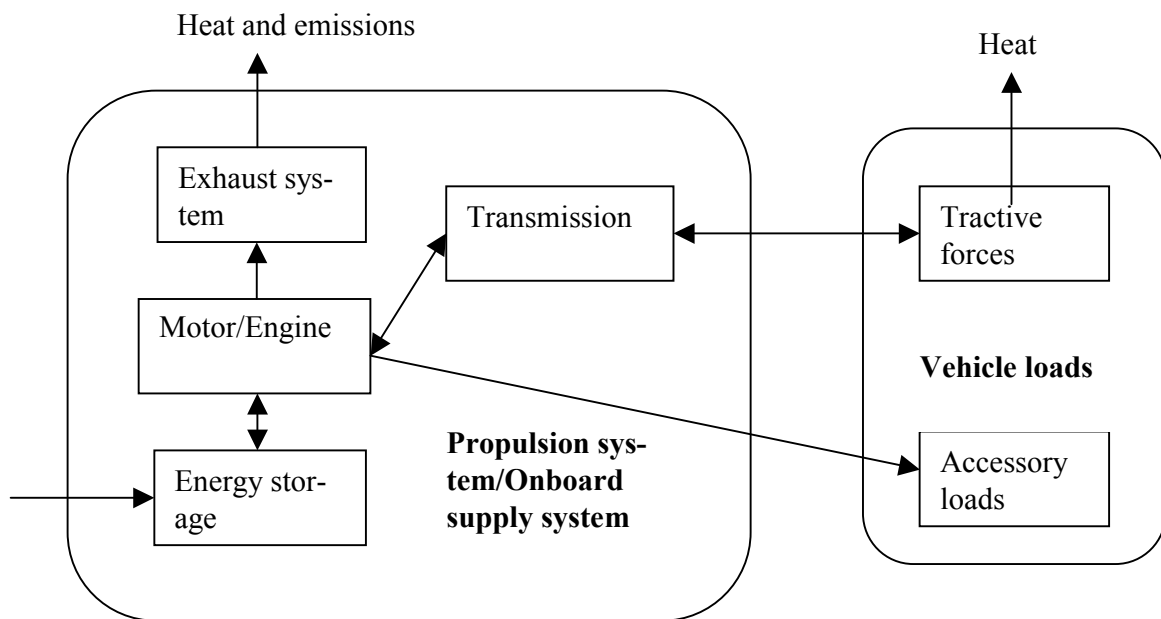 Heat and emissions
Heat
Exhaust sys-
tem
Transmission
Tractive
forces
Motor/Engine
Vehicle loads
Propulsion sys-
tem/Onboard
supply system
Energy stor-
age
Accessory
loads